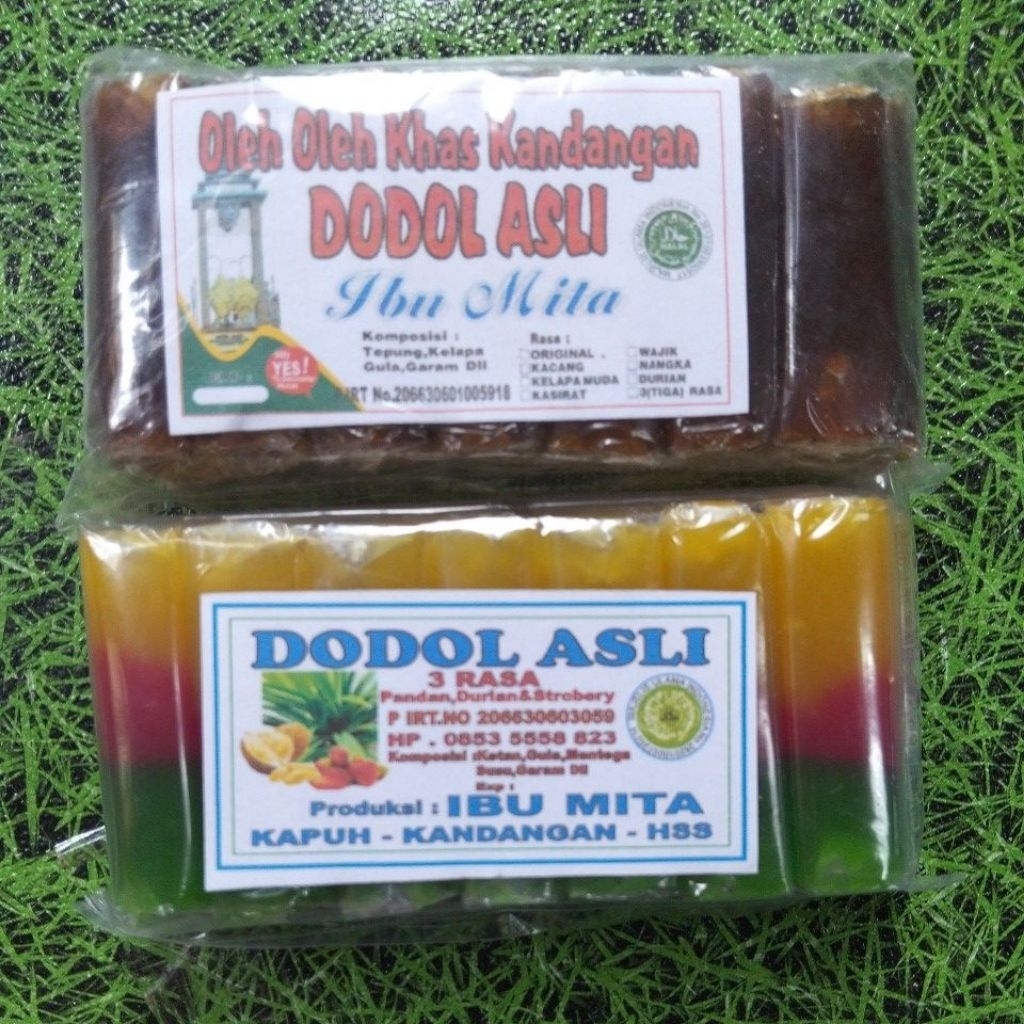 Oleh Oleh Khas Kandangan
DODOL ASLI
Ibu Mita
HALAL
Komposisi :
Tepung,Kelapa
Gula,Garam Dll
Rasa :
ORIGINAL .
KACANG
KELAPA MUDA
KASIRAT
WAJIK
NANGKA
DURIAN
3(TIGA) RASA
YES!
IRT No.206630601005918
DODOL ASLI
3 RASA
Pandan,Durian&Strobery
P IRT.NO 206630603059
HP . 0853 5558 823
Komposisi :Ketan,Gula,Mentega
Susu,Garam Dll
Exp :
Produksi : IBU MITA
KAPUH - KANDANGAN - HSS